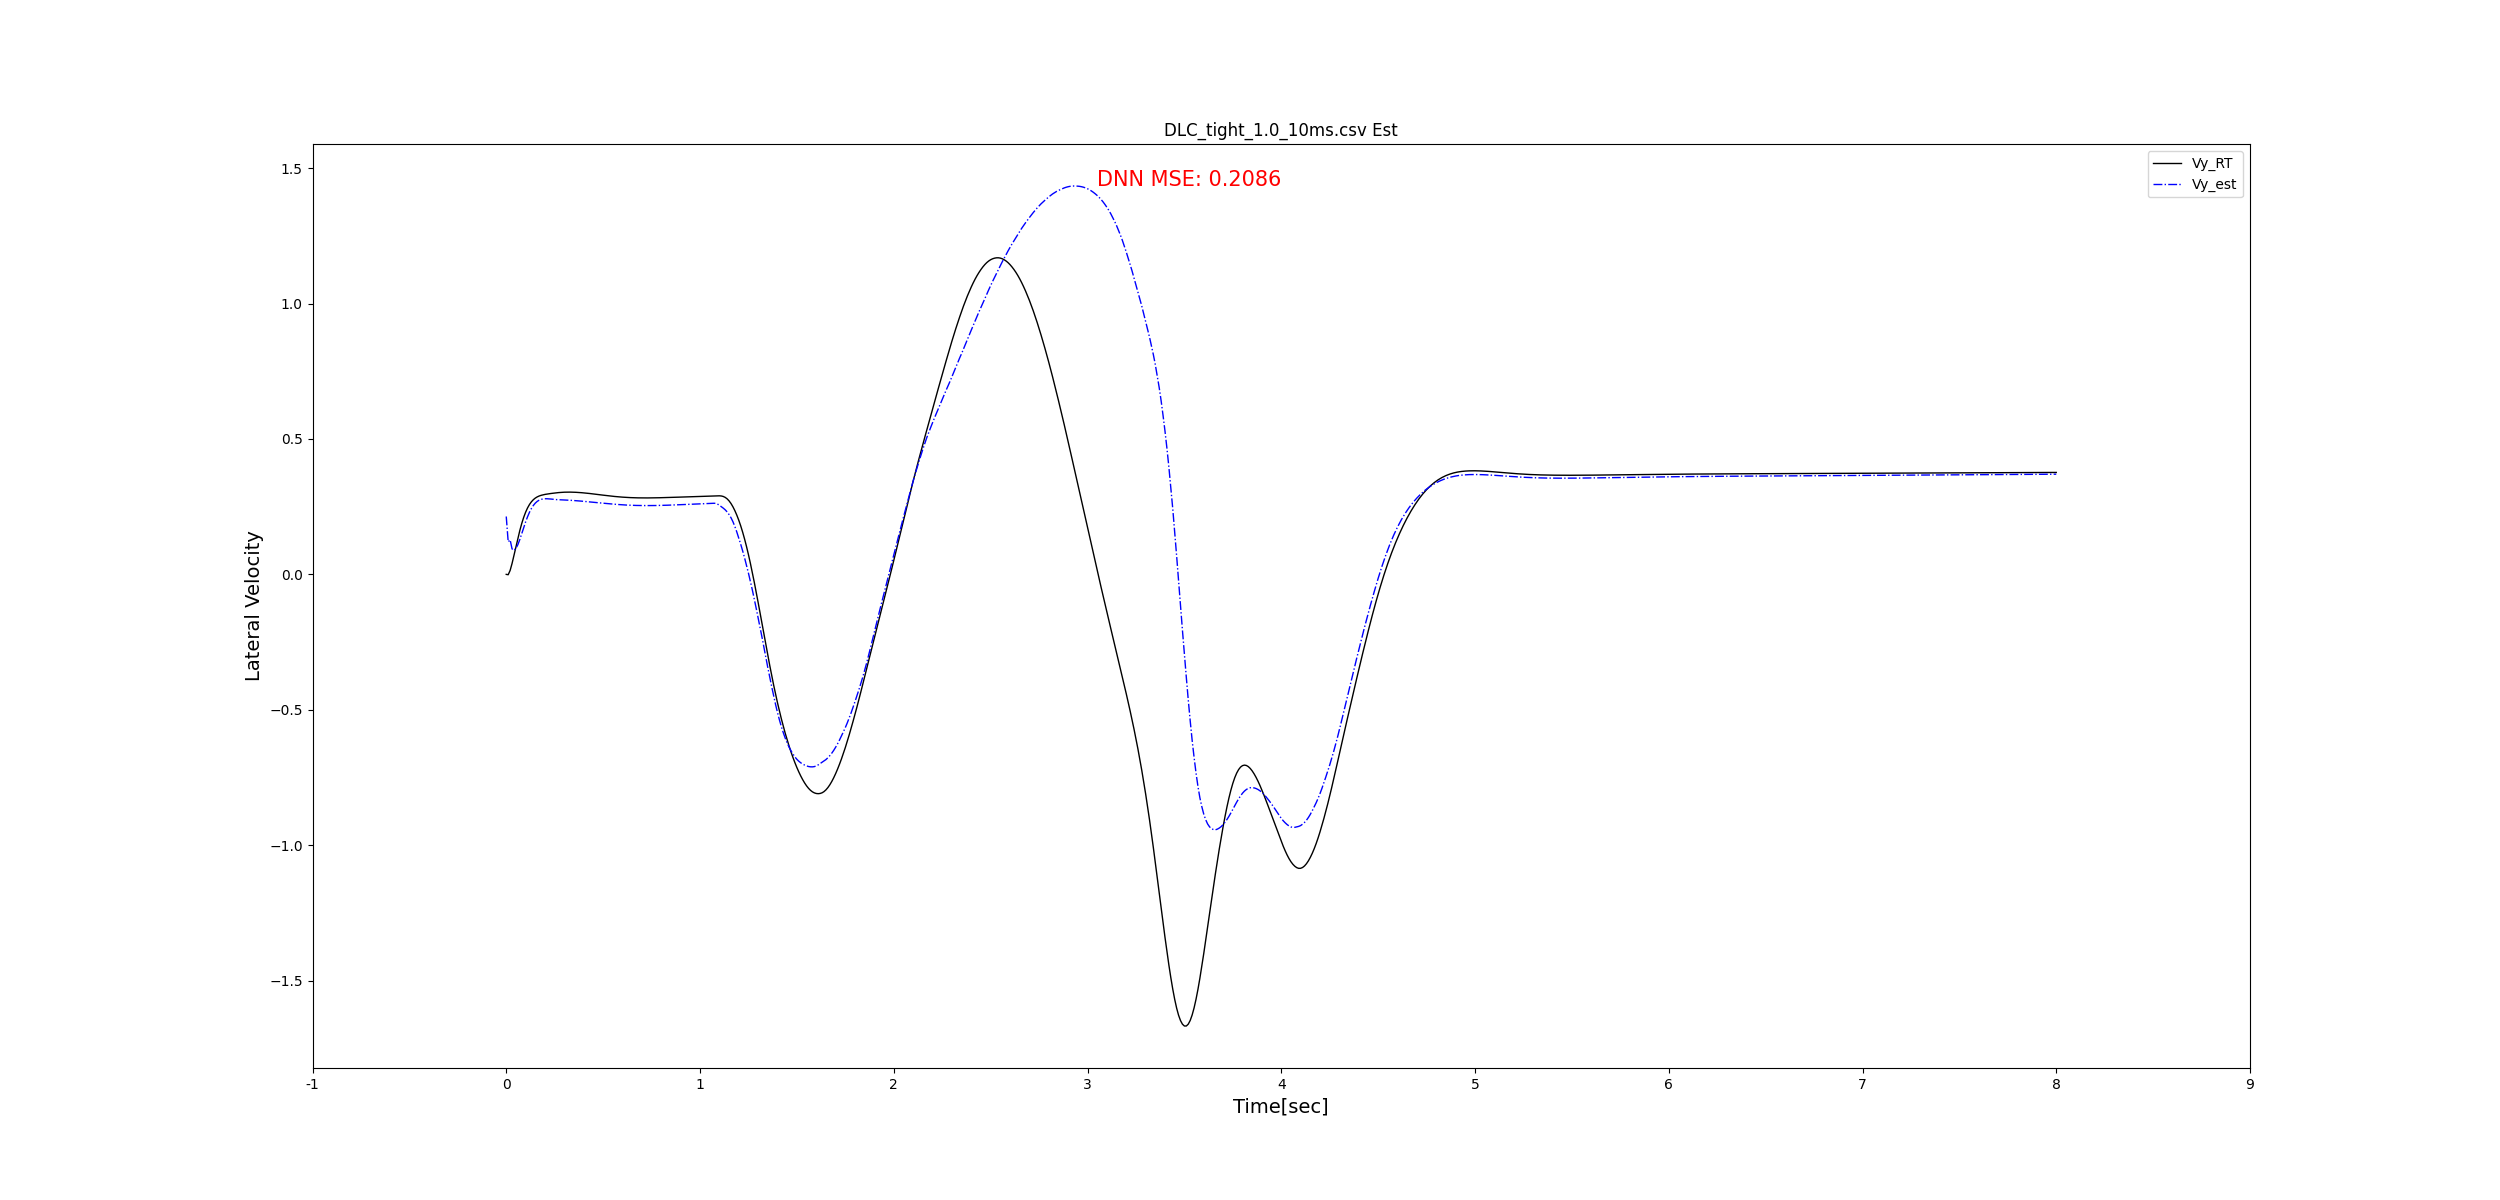 DLC_tight_1.0_10ms.csv Est
DNN MSE: 0.2086
Vy_RT
Vy_est
Lateral Velocity
1.5
1.0
0.5
0.0
−0.5
−1.0
−1.5
-1 0 1 2 3 4 5 6 7 8 9
Time[sec]